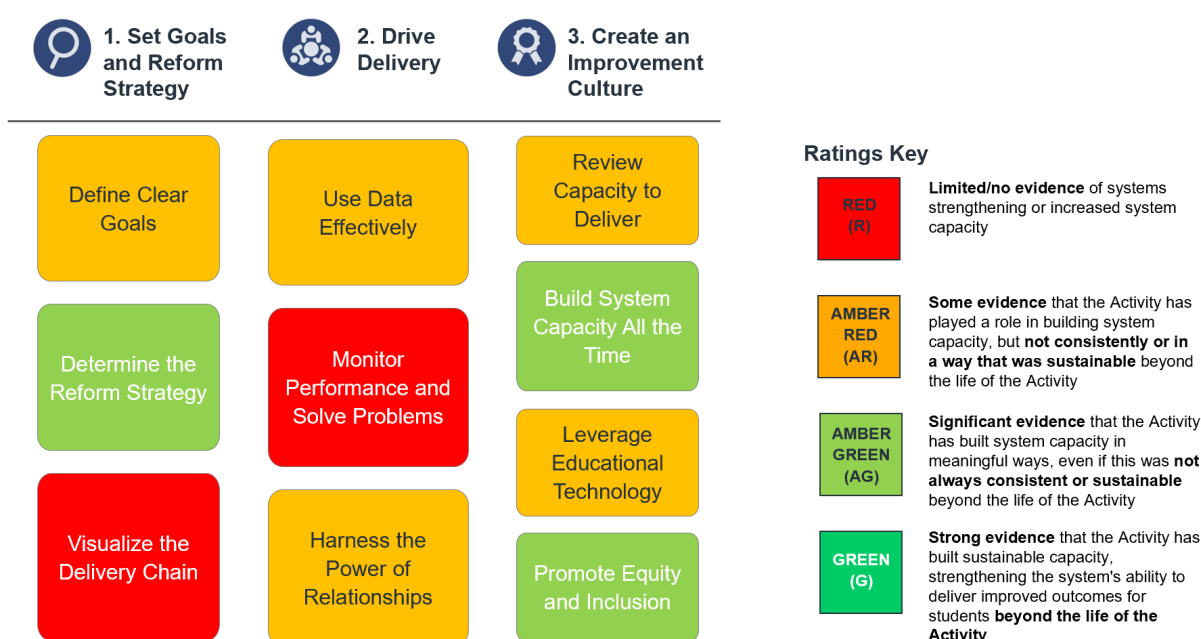 1. Set Goals
and Reform
Strategy
2. Drive
Delivery
3. Create an
Improvement
Culture
Define Clear
Goals
Determine the
Reform Strategy
Visualize the
Delivery Chain
Use Data
Effectively
Monitor
Performance and
Solve Problems
Harness the
Power of
Relationships
Review
Capacity to
Deliver
Build System
Capacity All the
Time
Leverage
Educational
Technology
Promote Equity
and Inclusion
Ratings Key
RED
(R)
Limited/no evidence of systems
strengthening or increased system
capacity
AMBER
RED
(AR)
Some evidence that the Activity has
played a role in building system
capacity, but not consistently or in
a way that was sustainable beyond
the life of the Activity
AMBER
GREEN
(AG)
Significant evidence that the Activity
has built system capacity in
meaningful ways, even if this was not
always consistent or sustainable
beyond the life of the Activity
GREEN
(G)
Strong evidence that the Activity has
built sustainable capacity,
strengthening the system's ability to
deliver improved outcomes for
students beyond the life of the
Activity